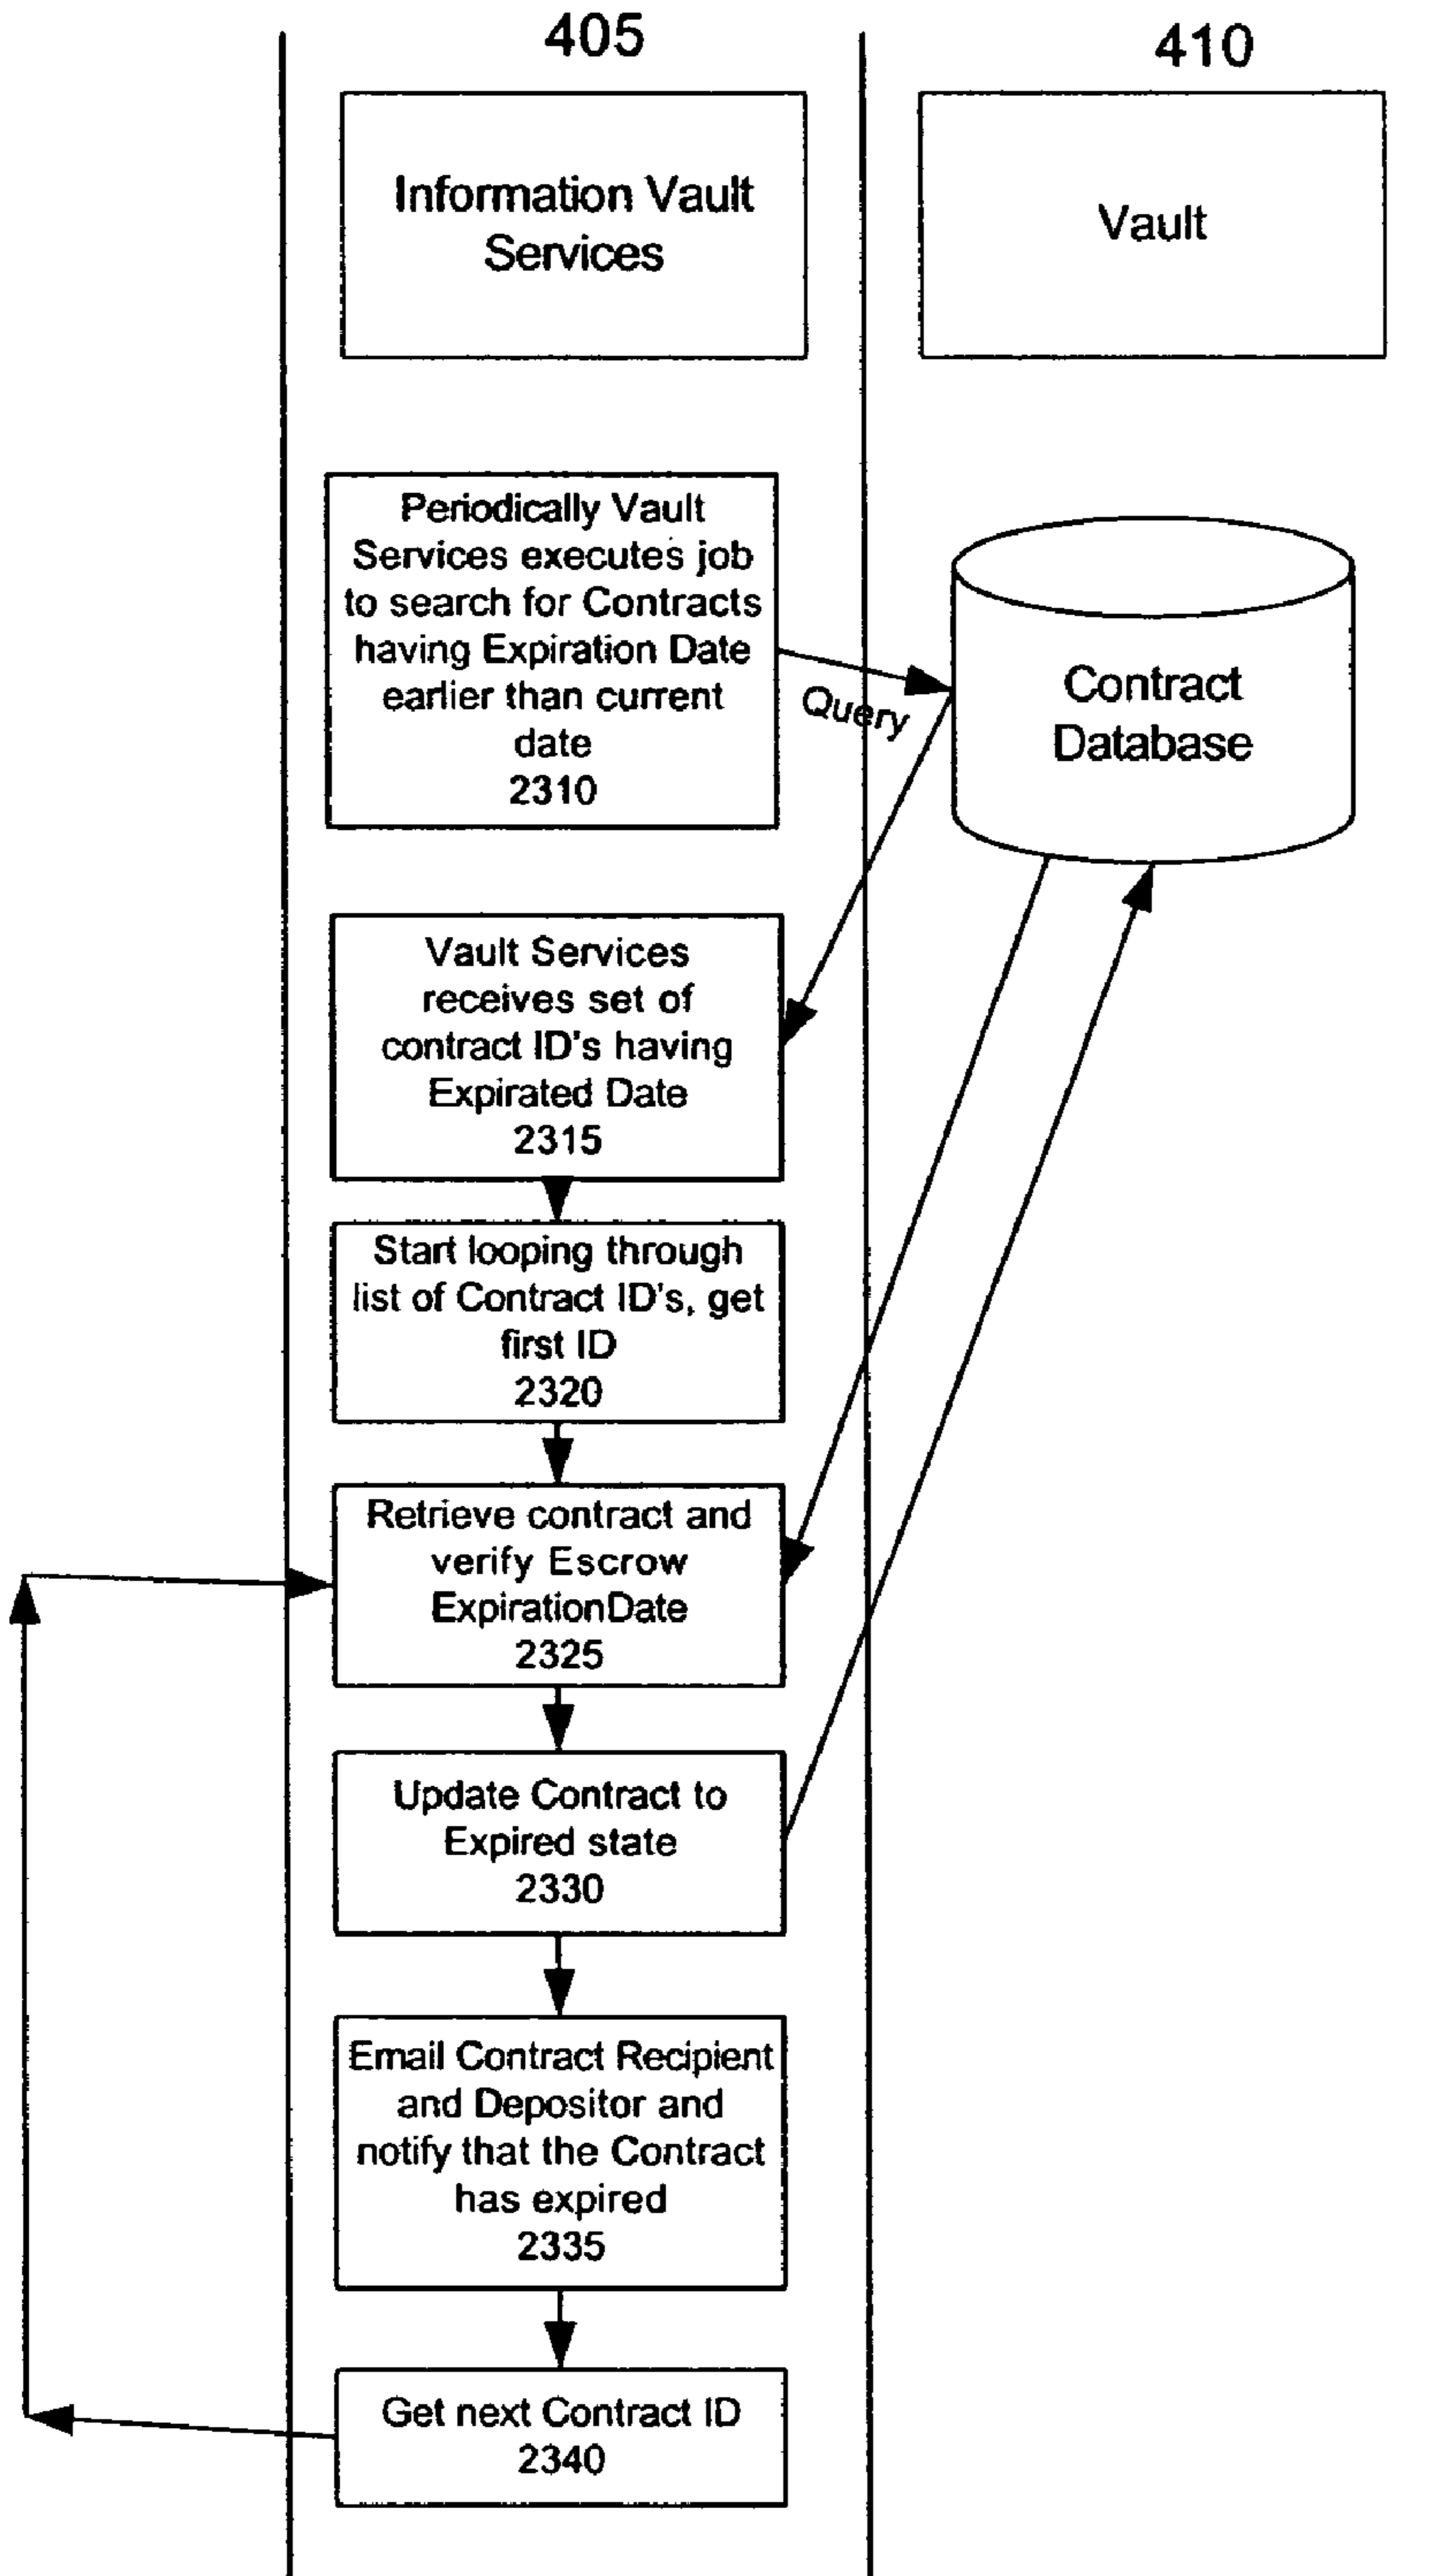 405
410
Information Vault
Services
Vault
Periodically Vault
Services executes job
to search for Contracts
having Expiration Date
earlier than current
date
2310
Query
Contract
Database
Vault Services
receives set of
contract ID's having
Expirated Date
2315
Start looping through
list of Contract ID's, get
first ID
2320
Retrieve contract and
verify Escrow
ExpirationDate
2325
Update Contract to
Expired state
2330
Email Contract Recipient
and Depositor and
notify that the Contract
has expired
2335
Get next Contract ID
2340